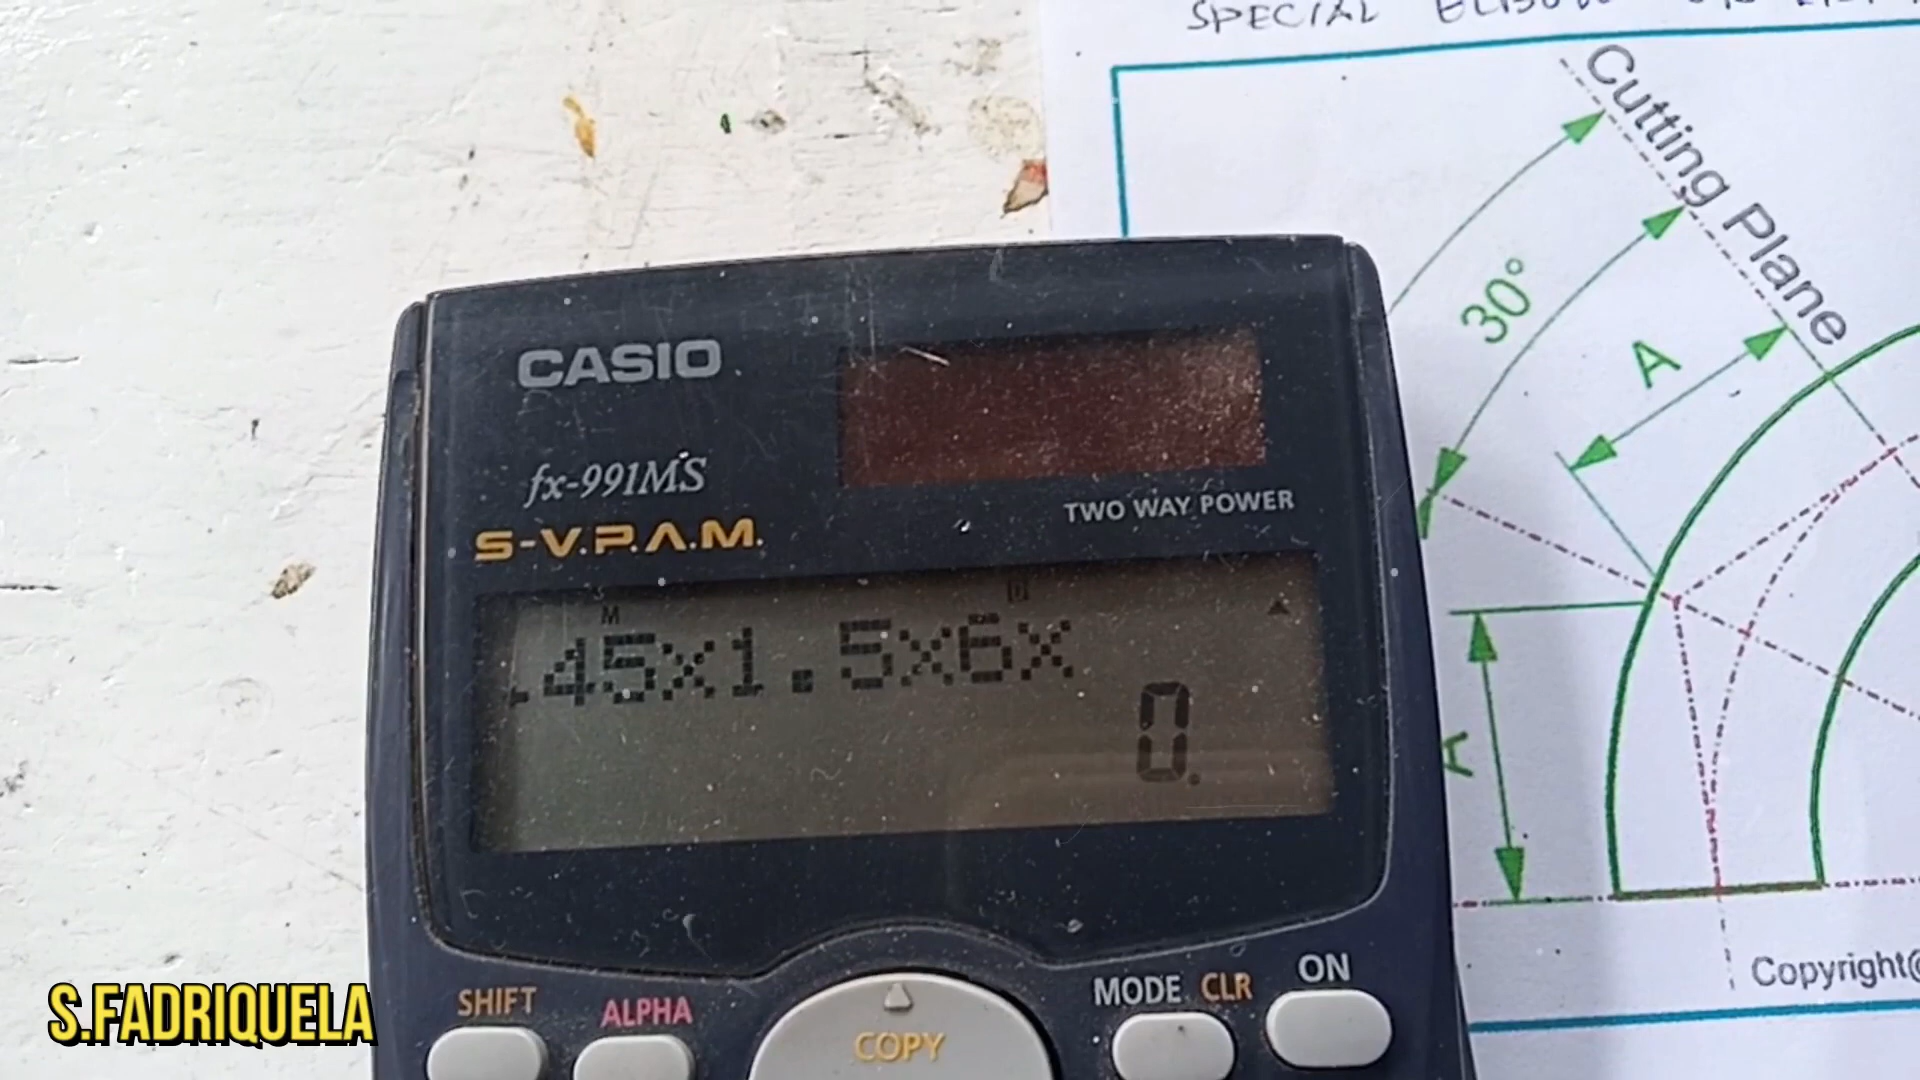 SPECIAL
Cutting Plane
30°
A
A
CASIO
fx-991MS
S-V.P.A.M.
TWO WAY POWER
M
D
.45x1.5x6x
0.
SHIFT
ALPHA
COPY
MODE CLR
ON
Copyright@
S.FADRIQUELA